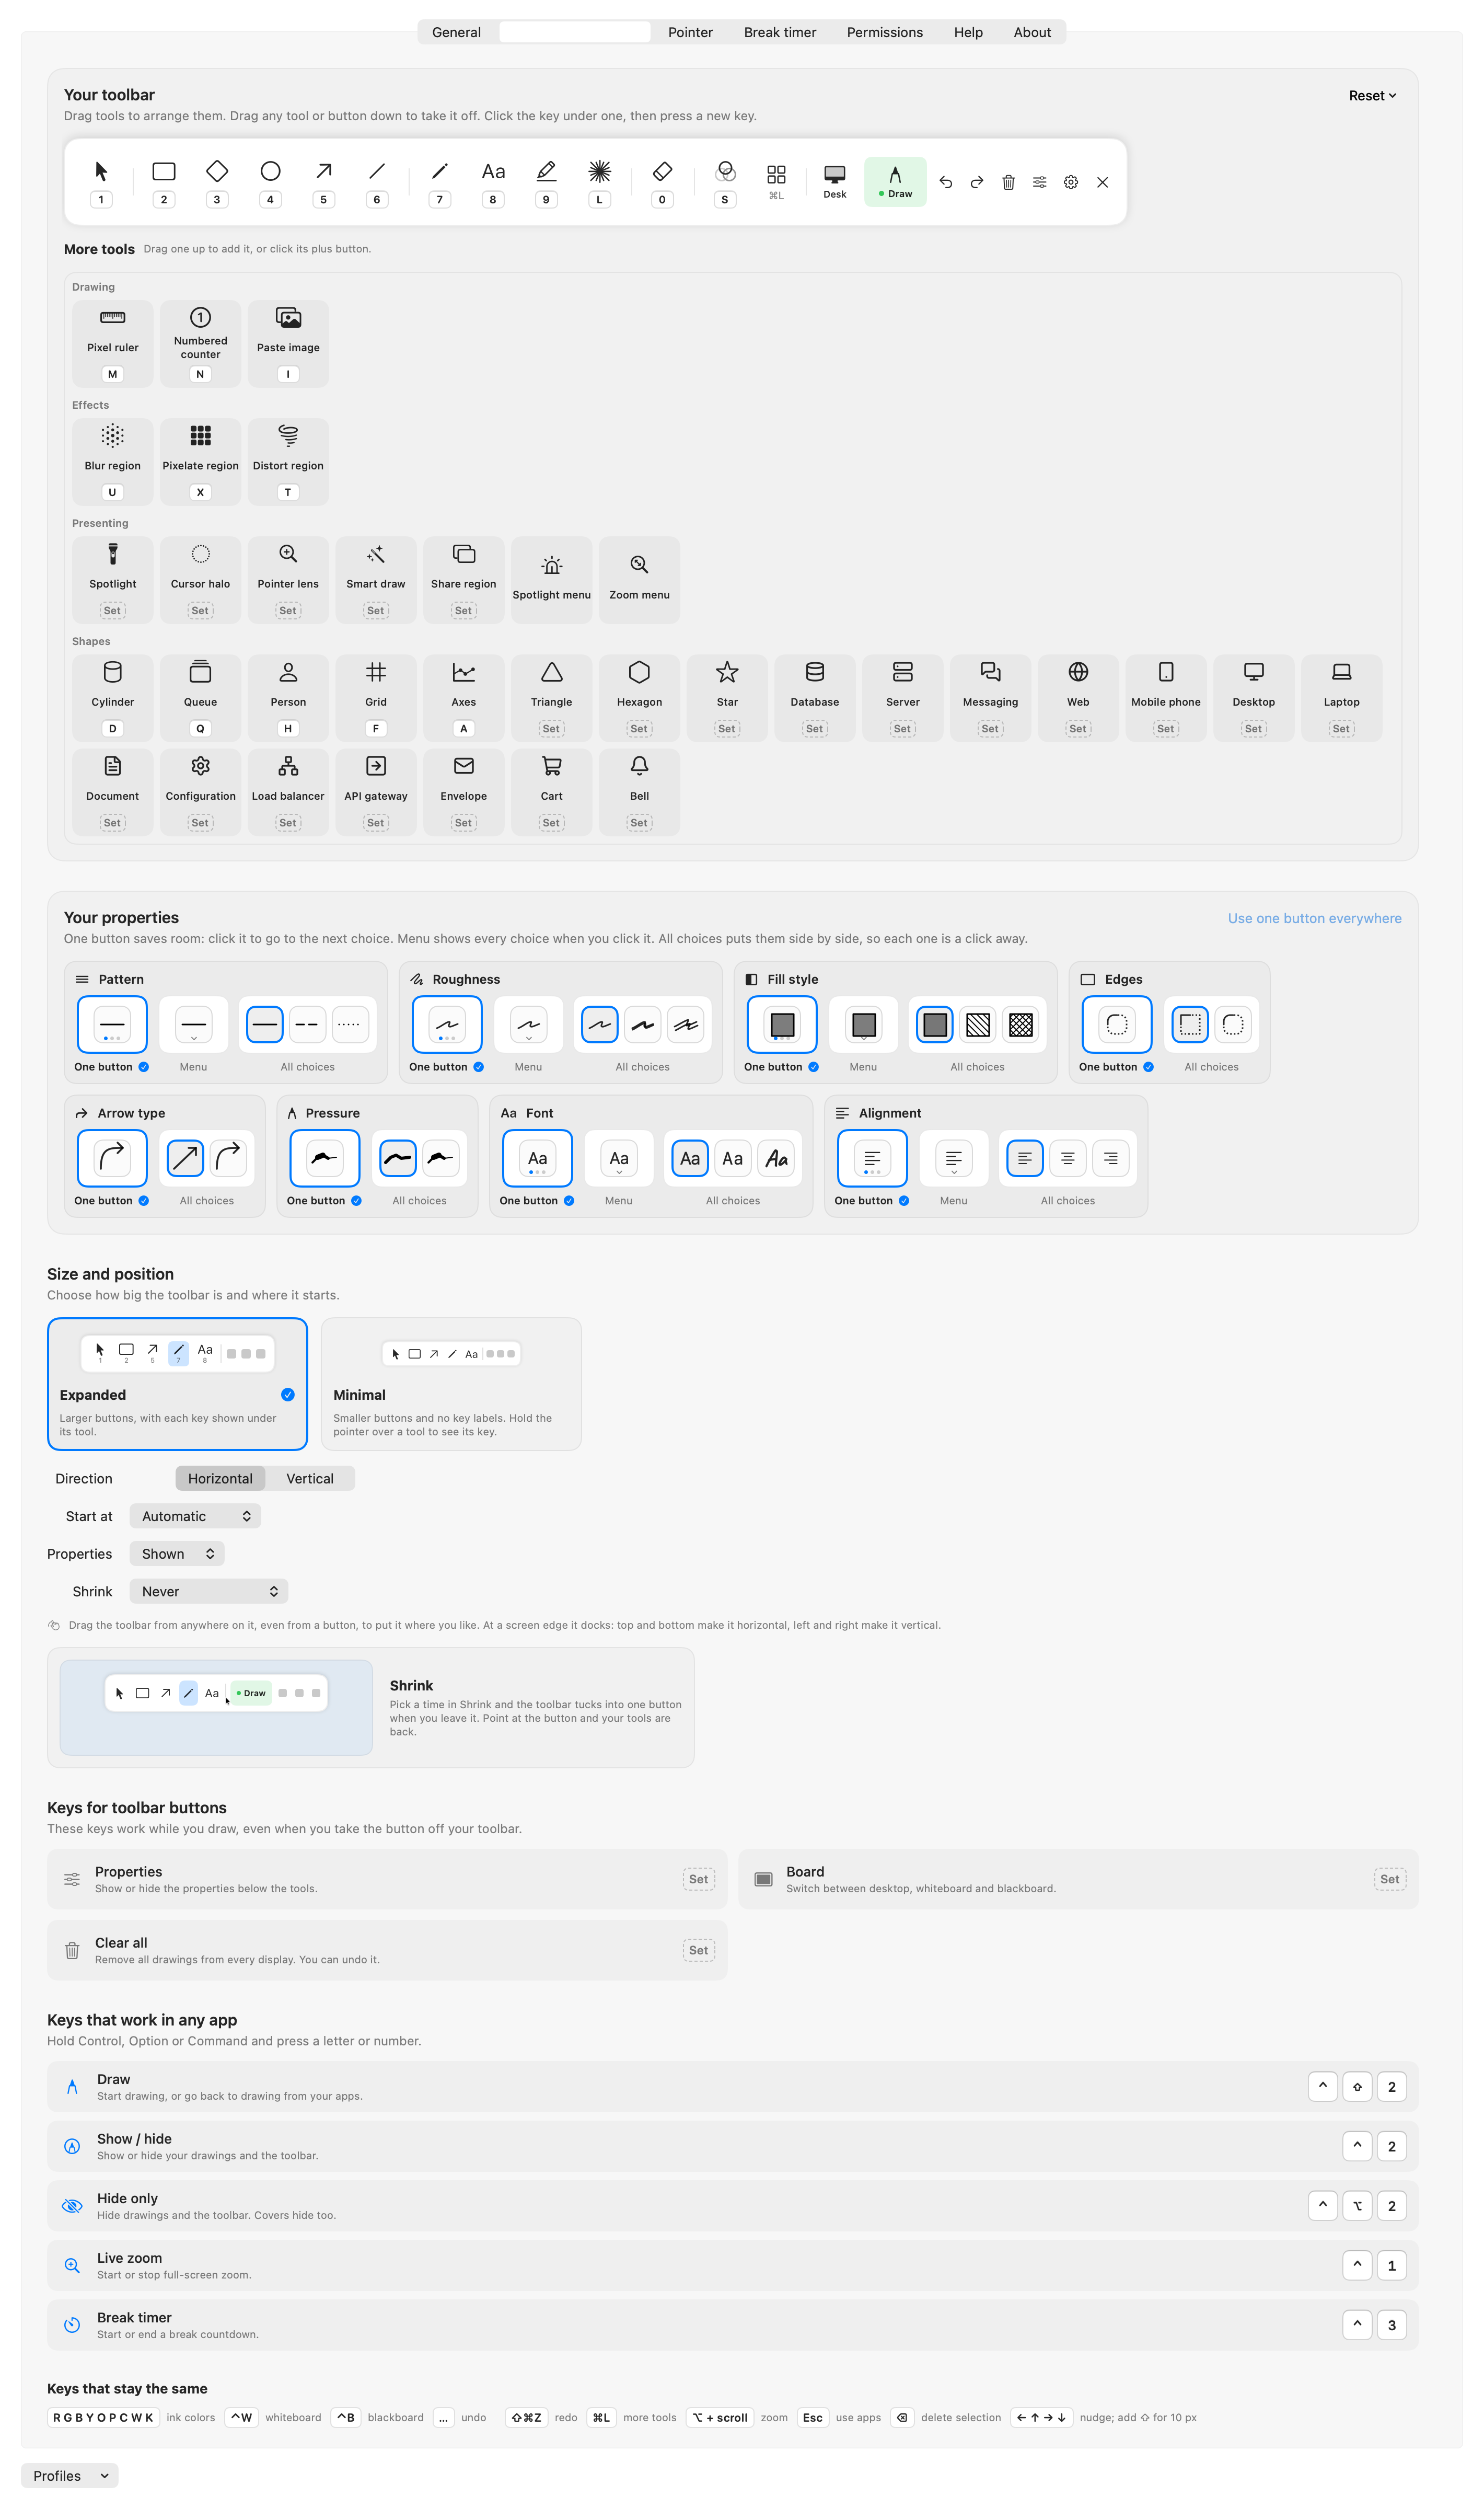 General Pointer Break timer Permissions Help About
Your toolbar
Reset
Drag tools to arrange them. Drag any tool or button down to take it off. Click the key under one, then press a new key.
Aa
Desk
Draw
1 2 3 4 5 6 7 8 9 L 0 S ⌘L
More tools Drag one up to add it, or click its plus button.
Drawing
1
Pixel ruler Numbered counter Paste image
M N I
Effects
Blur region Pixelate region Distort region
U X T
Presenting
Spotlight Cursor halo Pointer lens Smart draw Share region Spotlight menu Zoom menu
Set Set Set Set Set
Shapes
Cylinder Queue Person Grid Axes Triangle Hexagon Star Database Server Messaging Web Mobile phone Desktop Laptop
D Q H F A Set Set Set Set Set Set Set Set Set Set
Document Configuration Load balancer API gateway Envelope Cart Bell
Set Set Set Set Set Set Set
Your properties
Use one button everywhere
One button saves room: click it to go to the next choice. Menu shows every choice when you click it. All choices puts them side by side, so each one is a click away.
Pattern Roughness Fill style Edges
One button Menu All choices One button Menu All choices One button Menu All choices One button All choices
Arrow type Pressure Aa Font Alignment
Aa Aa Aa Aa Aa
One button All choices One button All choices One button Menu All choices One button Menu All choices
Size and position
Choose how big the toolbar is and where it starts.
Aa
1 2 5 7 8
Aa
Expanded
Larger buttons, with each key shown under
its tool.
Minimal
Smaller buttons and no key labels. Hold the
pointer over a tool to see its key.
Direction Horizontal Vertical
Start at Automatic
Properties Shown
Shrink Never
Drag the toolbar from anywhere on it, even from a button, to put it where you like. At a screen edge it docks: top and bottom make it horizontal, left and right make it vertical.
Aa Draw
Shrink
Pick a time in Shrink and the toolbar tucks into one button
when you leave it. Point at the button and your tools are
back.
Keys for toolbar buttons
These keys work while you draw, even when you take the button off your toolbar.
Properties
Show or hide the properties below the tools.
Set
Board
Switch between desktop, whiteboard and blackboard.
Set
Clear all
Remove all drawings from every display. You can undo it.
Set
Keys that work in any app
Hold Control, Option or Command and press a letter or number.
Draw
Start drawing, or go back to drawing from your apps.
^ ⇧ 2
Show / hide
Show or hide your drawings and the toolbar.
^ 2
Hide only
Hide drawings and the toolbar. Covers hide too.
^ ⌥ 2
Live zoom
Start or stop full-screen zoom.
^ 1
Break timer
Start or end a break countdown.
^ 3
Keys that stay the same
R G B Y O P C W K ink colors ^W whiteboard ^B blackboard ... undo ⇧⌘Z redo ⌘L more tools ⌥ + scroll zoom Esc use apps ⌫ delete selection ← ↑ → ↓ nudge; add ⇧ for 10 px
Profiles